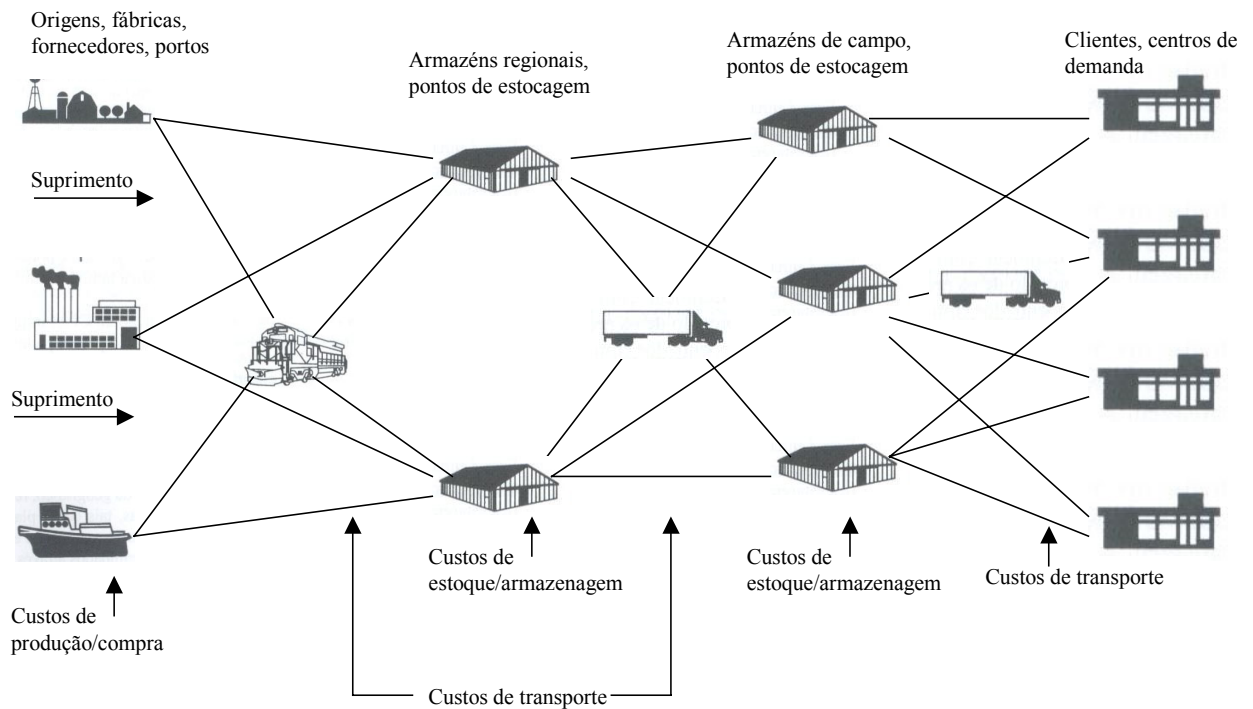 Origens, fábricas,
fornecedores, portos
Armazéns regionais,
pontos de estocagem
Armazéns de campo,
pontos de estocagem
Clientes, centros de
demanda
Suprimento
Suprimento
Custos de
produção/compra
Custos de
estoque/armazenagem
Custos de
estoque/armazenagem
Custos de transporte
Custos de transporte